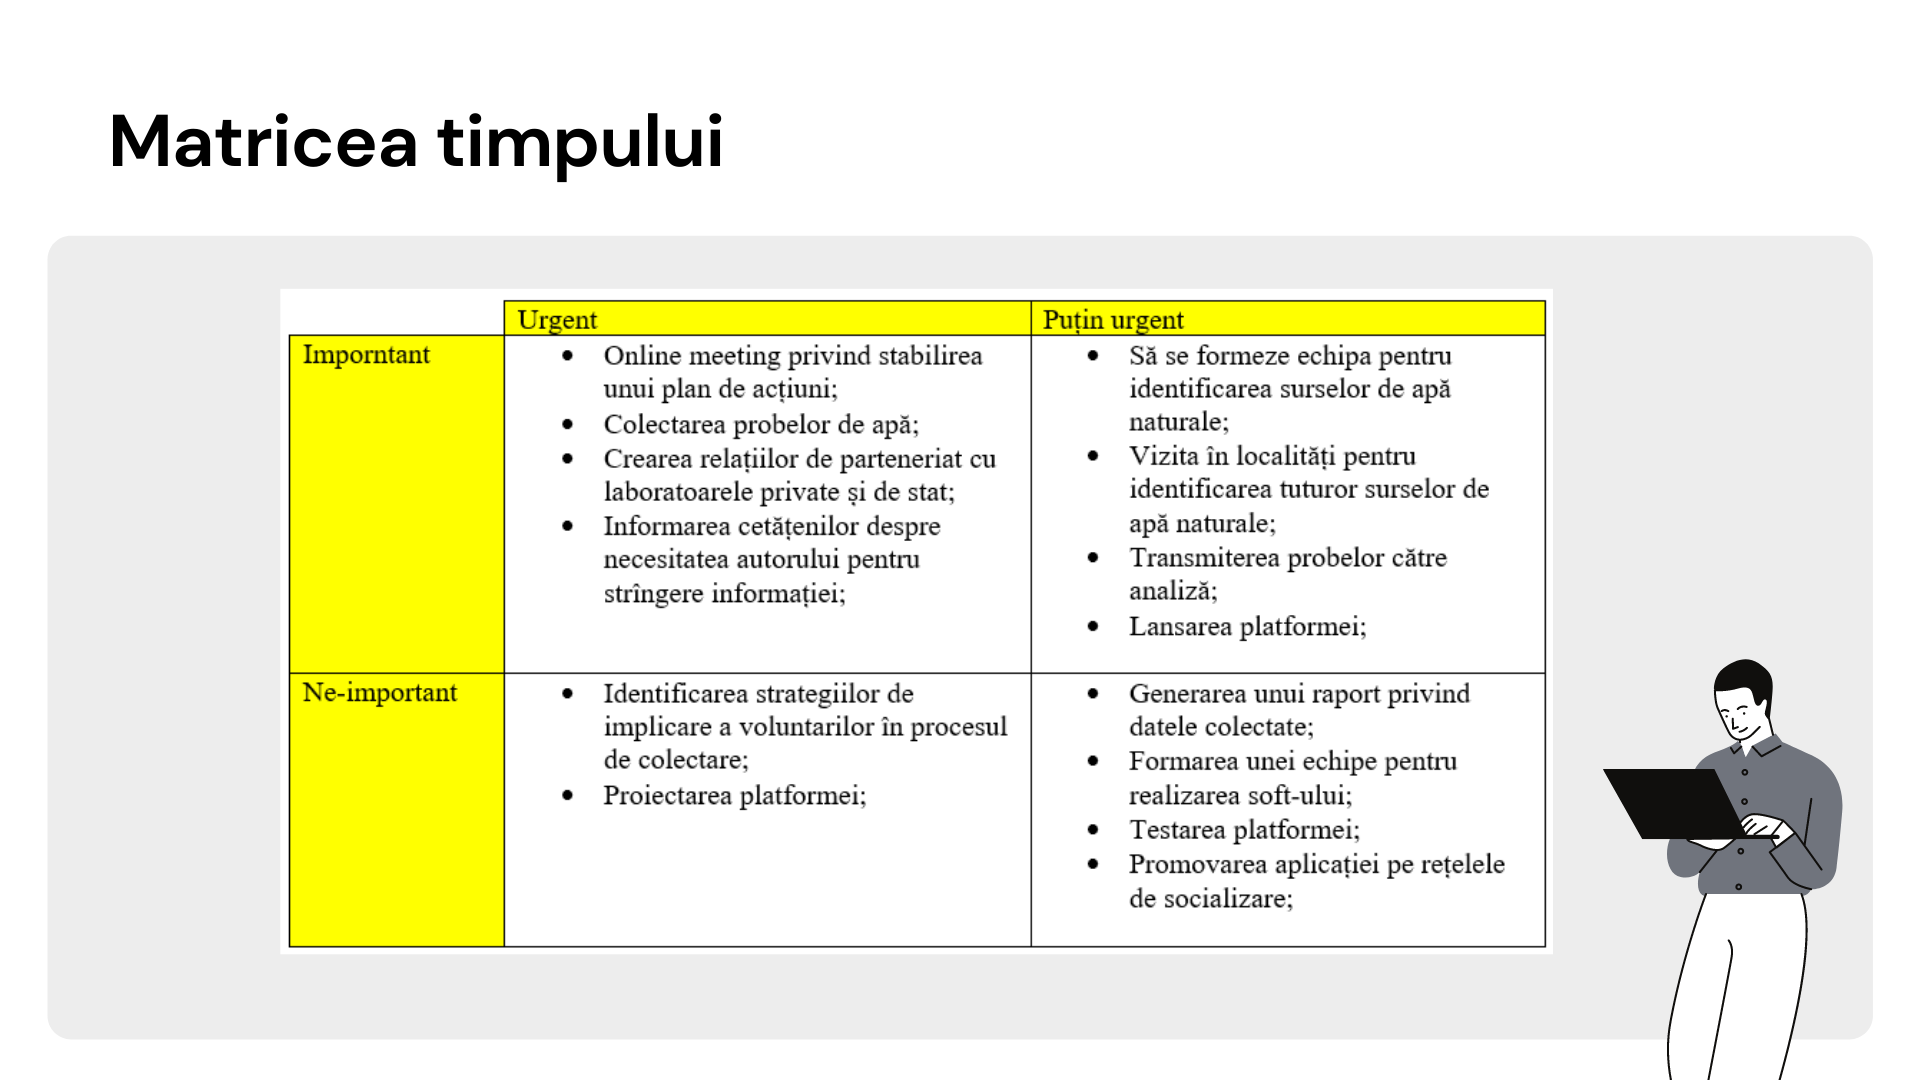 Matricea timpului
Urgent
Puțin urgent
Imporntant
Online meeting privind stabilirea
unui plan de acțiuni;
Colectarea probelor de apă;
Crearea relațiilor de parteneriat cu
laboratoarele private și de stat;
Informarea cetățenilor despre
necesitatea autorului pentru
strîngere informației;
Să se formeze echipa pentru
identificarea surselor de apă
naturale;
Vizita în localități pentru
identificarea tuturor surselor de
apă naturale;
Transmiterea probelor către
analiză;
Lansarea platformei;
Ne-important
Identificarea strategiilor de
implicare a voluntarilor în procesul
de colectare;
Proiectarea platformei;
Generarea unui raport privind
datele colectate;
Formarea unei echipe pentru
realizarea soft-ului;
Testarea platformei;
Promovarea aplicației pe rețelele
de socializare;